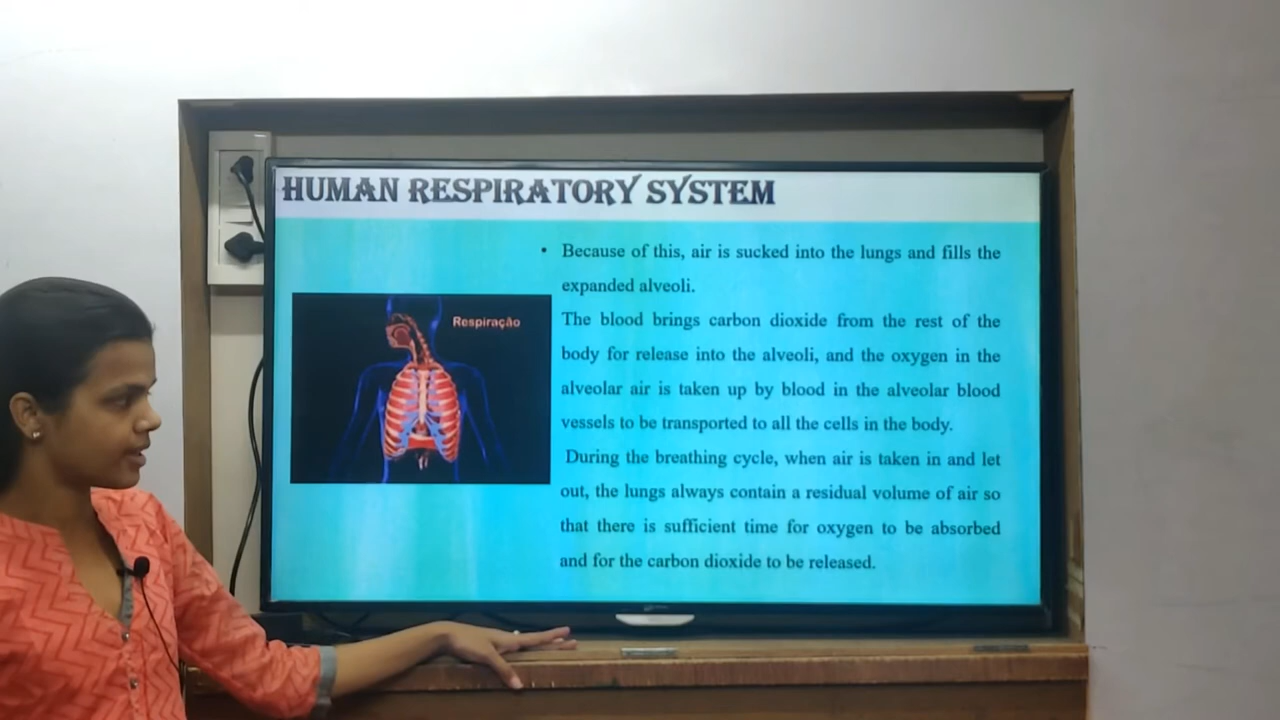 HUMAN RESPIRATORY SYSTEM
• Because of this, air is sucked into the lungs and fills the
expanded alveoli.
Respiração
The blood brings carbon dioxide from the rest of the
body for release into the alveoli, and the oxygen in the
alveolar air is taken up by blood in the alveolar blood
vessels to be transported to all the cells in the body.
During the breathing cycle, when air is taken in and let
out, the lungs always contain a residual volume of air so
that there is sufficient time for oxygen to be absorbed
and for the carbon dioxide to be released.